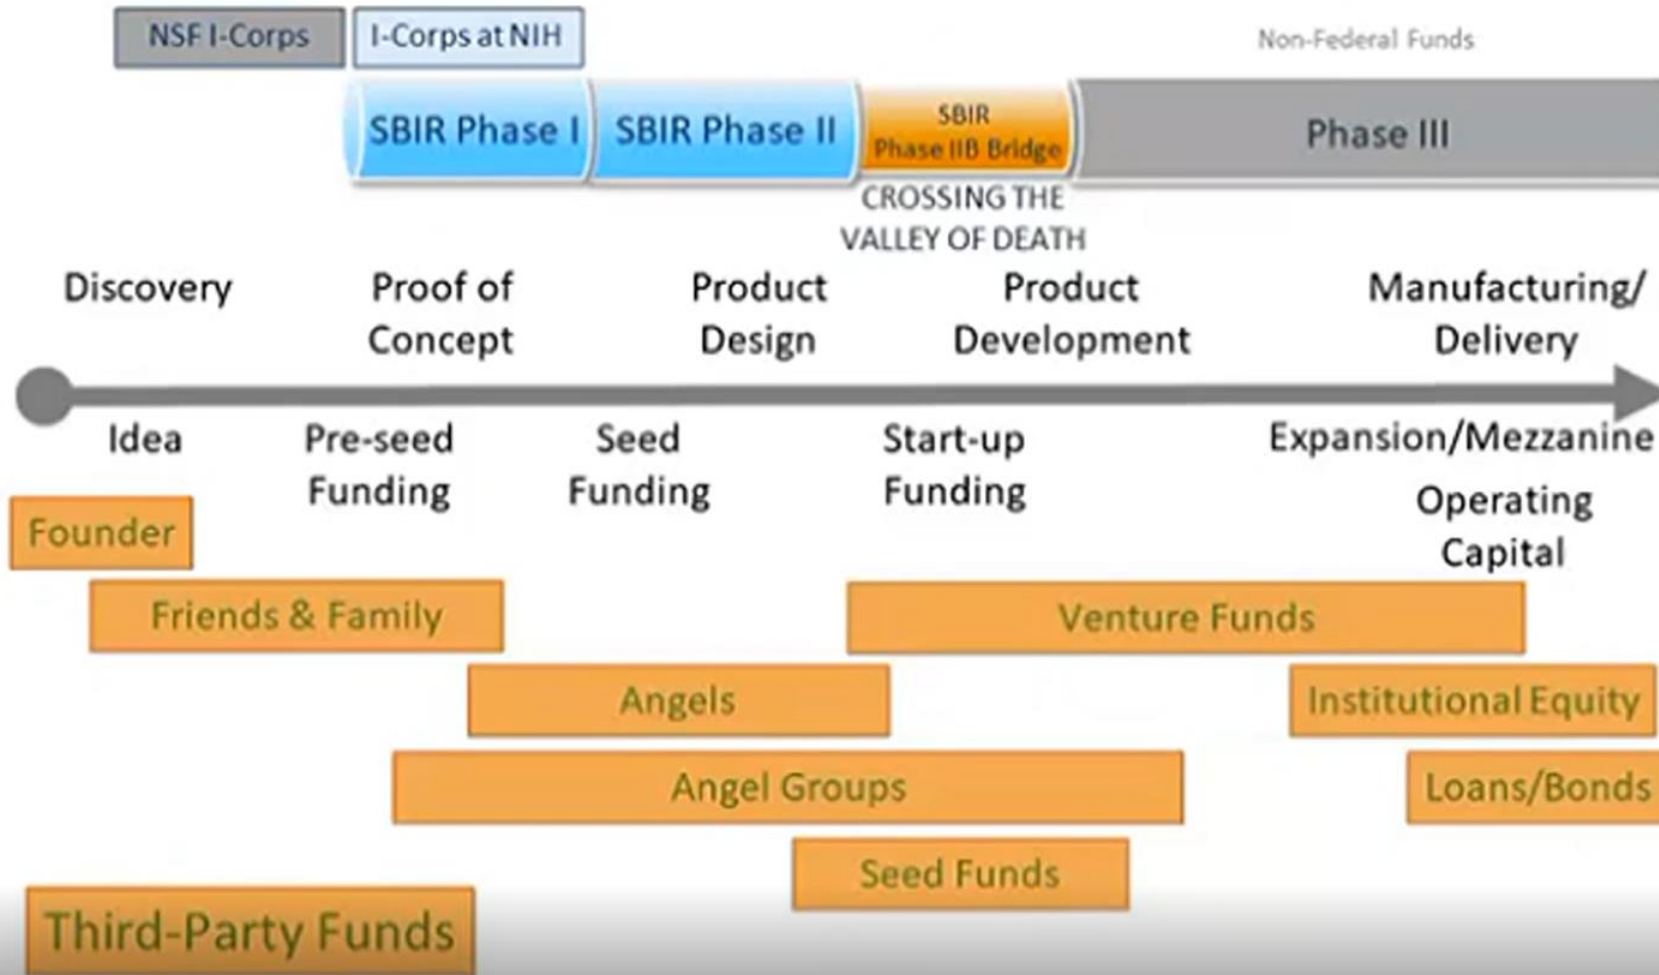 NSF I-Corps
I-Corps at NIH
Non-Federal Funds
SBIR Phase I
SBIR Phase II
SBIR
Phase IIB Bridge
Phase III
CROSSING THE
VALLEY OF DEATH
Discovery
Proof of
Concept
Product
Design
Product
Development
Manufacturing/
Delivery
Idea
Pre-seed
Funding
Seed
Funding
Start-up
Funding
Expansion/Mezzanine
Operating
Capital
Founder
Friends & Family
Venture Funds
Angels
Institutional Equity
Angel Groups
Loans/Bonds
Seed Funds
Third-Party Funds